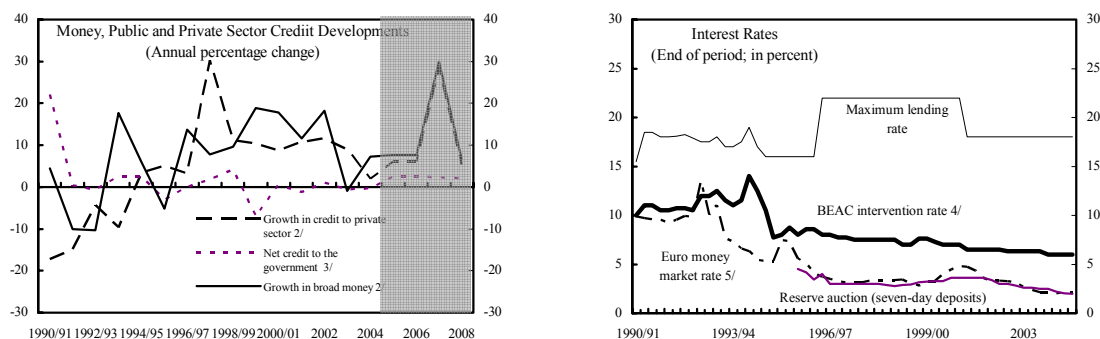 Money, Public and Private Sector Crediit Developments
(Annual percentage change)
40
30
20
10
0
-10
-20
-30
40
30
20
10
0
-10
-20
-30
Growth in credit to private
sector 2/
Net credit to the
government 3/
Growth in broad money 2/
1990/91 1992/93 1994/95 1996/97 1998/99 2000/01 2002 2004 2006 2008
Interest Rates
(End of period; in percent)
30
25
20
15
10
5
0
30
25
20
15
10
5
0
Maximum lending
rate
BEAC intervention rate 4/
Euro money
market rate 5/
Reserve auction (seven-day deposits)
1990/91 1993/94 1996/97 1999/00 2003